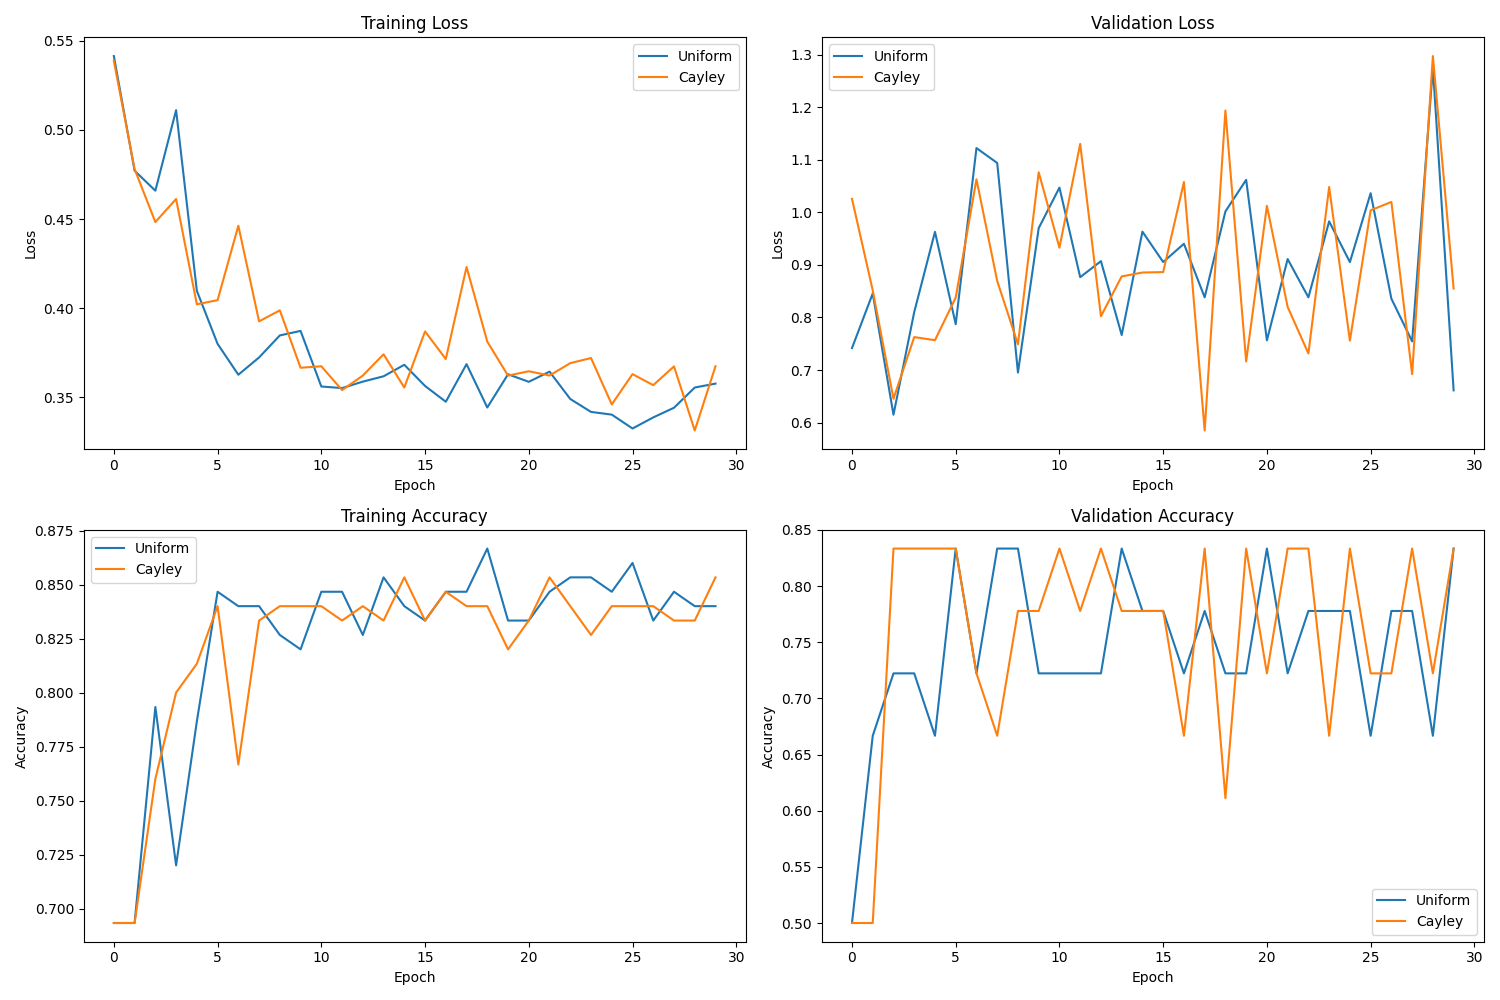 Training Loss
Loss
0.55
0.50
0.45
0.40
0.35
Uniform
Cayley
0 5 10 15 20 25 30
Epoch
Validation Loss
Loss
1.3
1.2
1.1
1.0
0.9
0.8
0.7
0.6
Uniform
Cayley
0 5 10 15 20 25 30
Epoch
Training Accuracy
Accuracy
0.875
0.850
0.825
0.800
0.775
0.750
0.725
0.700
Uniform
Cayley
0 5 10 15 20 25 30
Epoch
Validation Accuracy
Accuracy
0.85
0.80
0.75
0.70
0.65
0.60
0.55
0.50
Uniform
Cayley
0 5 10 15 20 25 30
Epoch